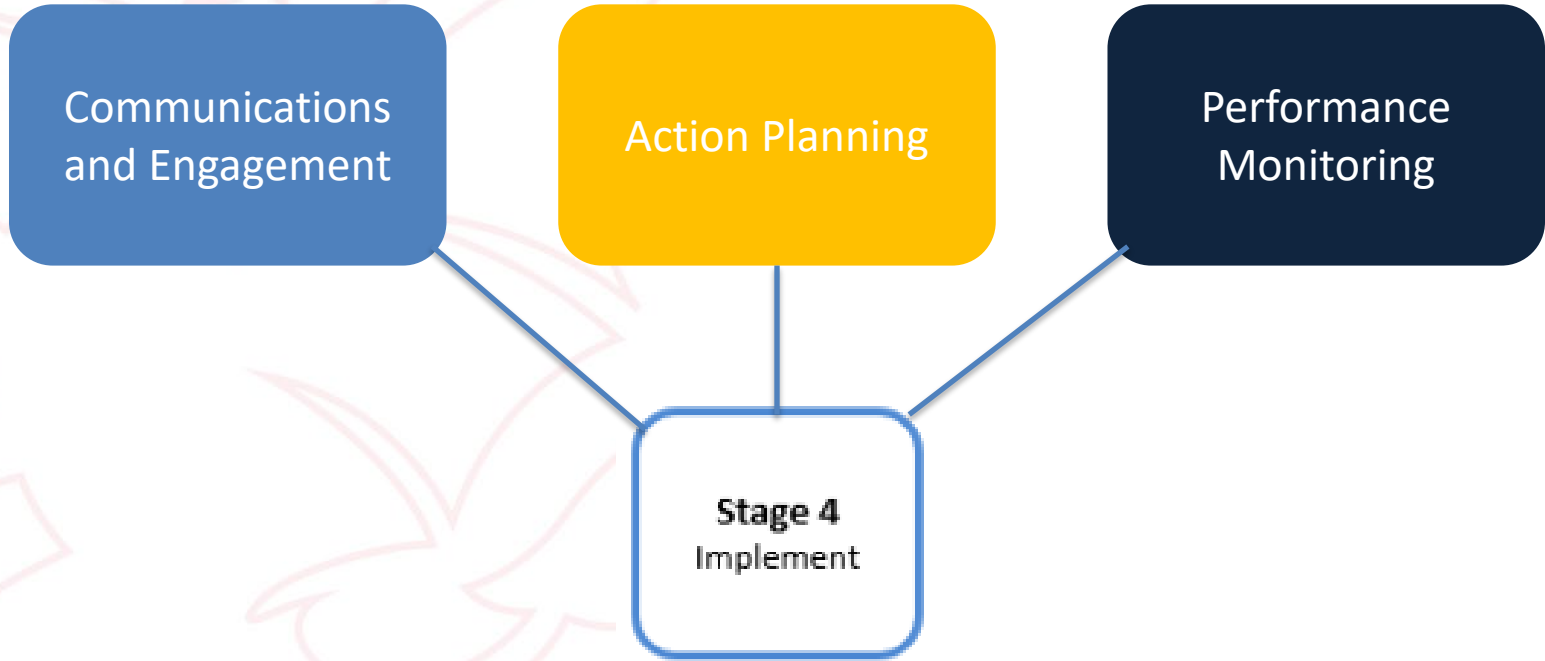 Communications
and Engagement
Action Planning
Performance
Monitoring
Stage 4
Implement